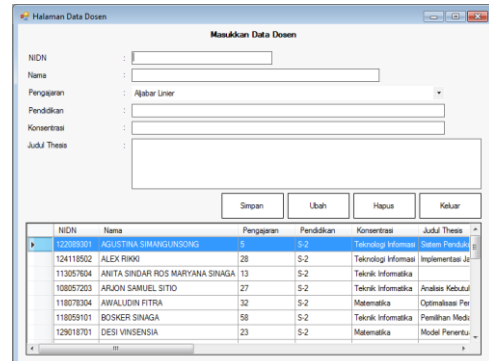 Halaman Data Dosen
Masukkan Data Dosen
NIDN :
Nama :
Pengajaran : Aljabar Linier
Pendidikan :
Konsentrasi :
Judul Thesis :
Simpan Ubah Hapus Keluar
NIDN Nama Pengajaran Pendidikan Konsentrasi Judul Thesis
122089301 AGUSTINA SIMANGUNSONG 5 S-2 Teknologi Informasi Sistem Penduku
124118502 ALEX RIKKI 28 S-2 Teknologi Informasi Implementasi Ja
113057604 ANITA SINDAR ROS MARYANA SINAGA 13 S-2 Teknik Informatika
108057203 ARJON SAMUEL SITIO 27 S-2 Teknik Informatika Analisis Kebutul
118078304 AWALUDIN FITRA 32 S-2 Matematika Optimalisasi Per
118059101 BOSKER SINAGA 58 S-2 Teknik Informatika Pemilihan Media
129018701 DESI VINSENSIA 23 S-2 Matematika Model Penentu